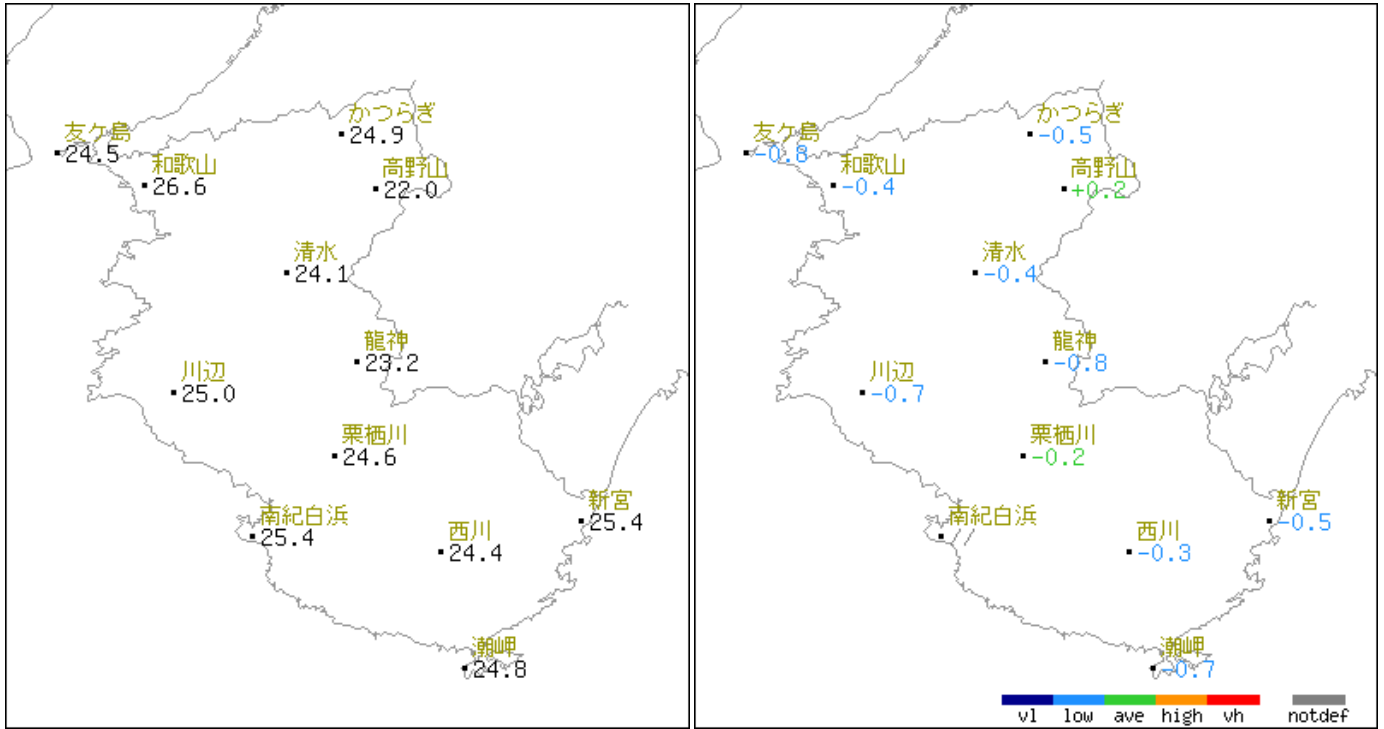 かつらぎ
24.9
友ケ島
24.5
和歌山
26.6
高野山
22.0
清水
24.1
龍神
23.2
川辺
25.0
栗栖川
24.6
南紀白浜
25.4
新宮
25.4
西川
24.4
潮岬
24.8
かつらぎ
-0.5
友ケ島
-0.8
和歌山
-0.4
高野山
+0.2
清水
-0.4
龍神
-0.8
川辺
-0.7
栗栖川
-0.2
南紀白浜
//
新宮
-0.5
西川
-0.3
潮岬
-0.7
vl low ave high vh notdef